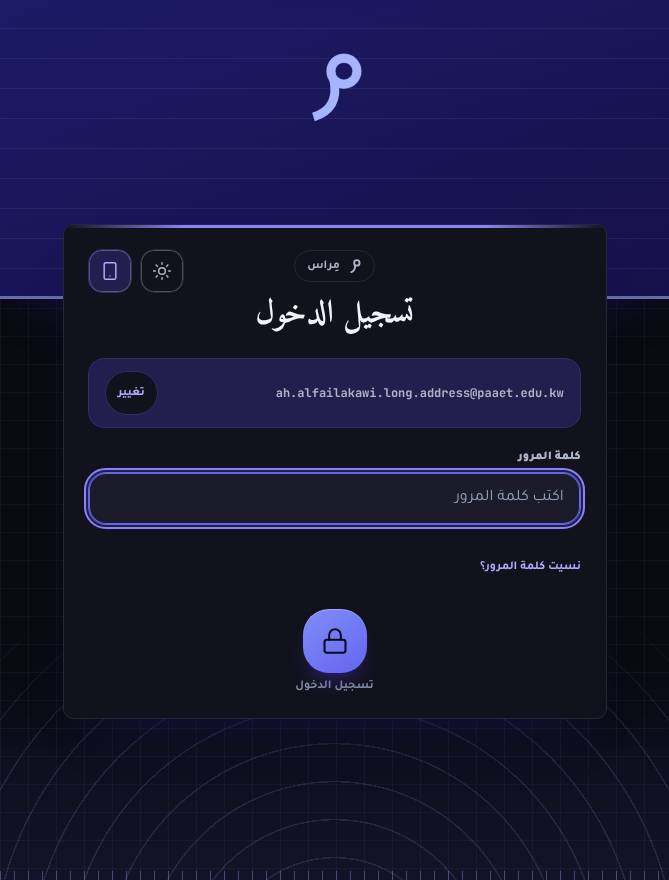 مِراس
تسجيل الدخول
ah.alfailakawi.long.address@paaet.edu.kw
تغيير
كلمة المرور
اكتب كلمة المرور
نسيت كلمة المرور؟
تسجيل الدخول